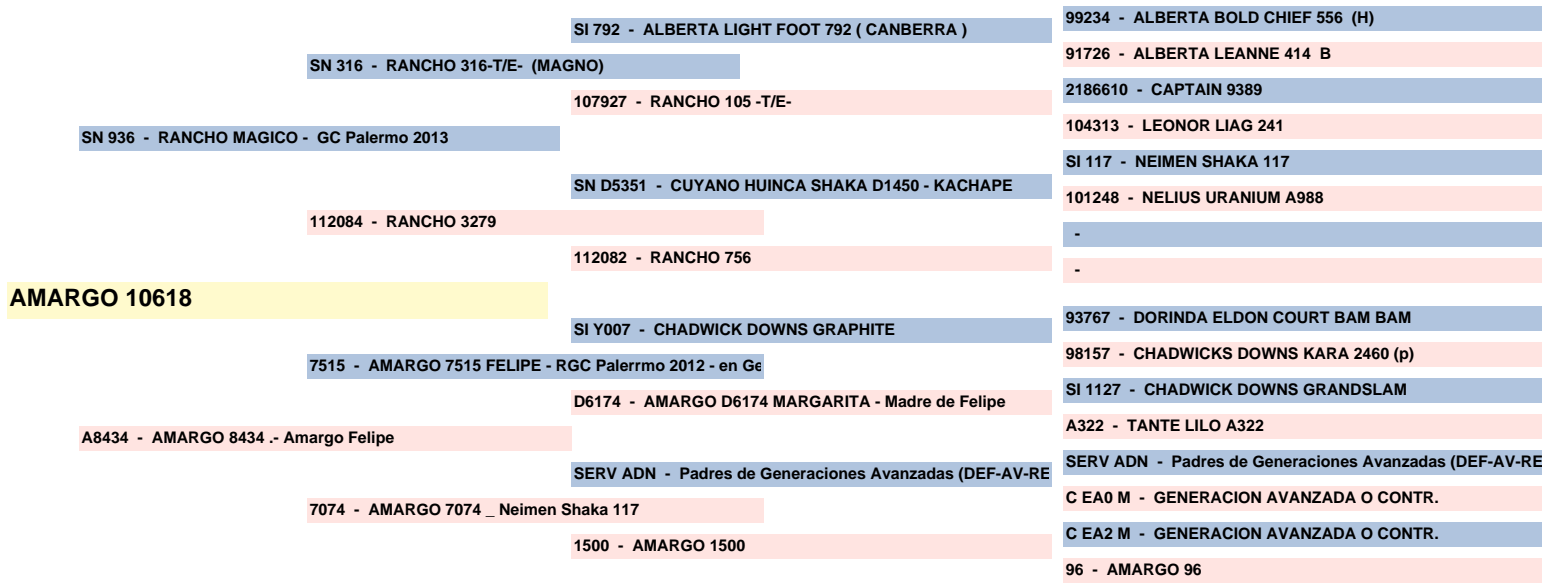 99234 - ALBERTA BOLD CHIEF 556 (H)
SI 792 - ALBERTA LIGHT FOOT 792 ( CANBERRA )
91726 - ALBERTA LEANNE 414 B
SN 316 - RANCHO 316-T/E- (MAGNO)
2186610 - CAPTAIN 9389
107927 - RANCHO 105 -T/E-
104313 - LEONOR LIAG 241
SN 936 - RANCHO MAGICO - GC Palermo 2013
SI 117 - NEIMEN SHAKA 117
SN D5351 - CUYANO HUINCA SHAKA D1450 - KACHAPE
101248 - NELIUS URANIUM A988
112084 - RANCHO 3279
-
112082 - RANCHO 756
-
AMARGO 10618
93767 - DORINDA ELDON COURT BAM BAM
SI Y007 - CHADWICK DOWNS GRAPHITE
98157 - CHADWICKS DOWNS KARA 2460 (p)
7515 - AMARGO 7515 FELIPE - RGC Palerrmo 2012 - en Ge
SI 1127 - CHADWICK DOWNS GRANDSLAM
D6174 - AMARGO D6174 MARGARITA - Madre de Felipe
A322 - TANTE LILO A322
A8434 - AMARGO 8434 .- Amargo Felipe
SERV ADN - Padres de Generaciones Avanzadas (DEF-AV-RE
SERV ADN - Padres de Generaciones Avanzadas (DEF-AV-RE
C EA0 M - GENERACION AVANZADA O CONTR.
7074 - AMARGO 7074 _ Neimen Shaka 117
C EA2 M - GENERACION AVANZADA O CONTR.
1500 - AMARGO 1500
96 - AMARGO 96